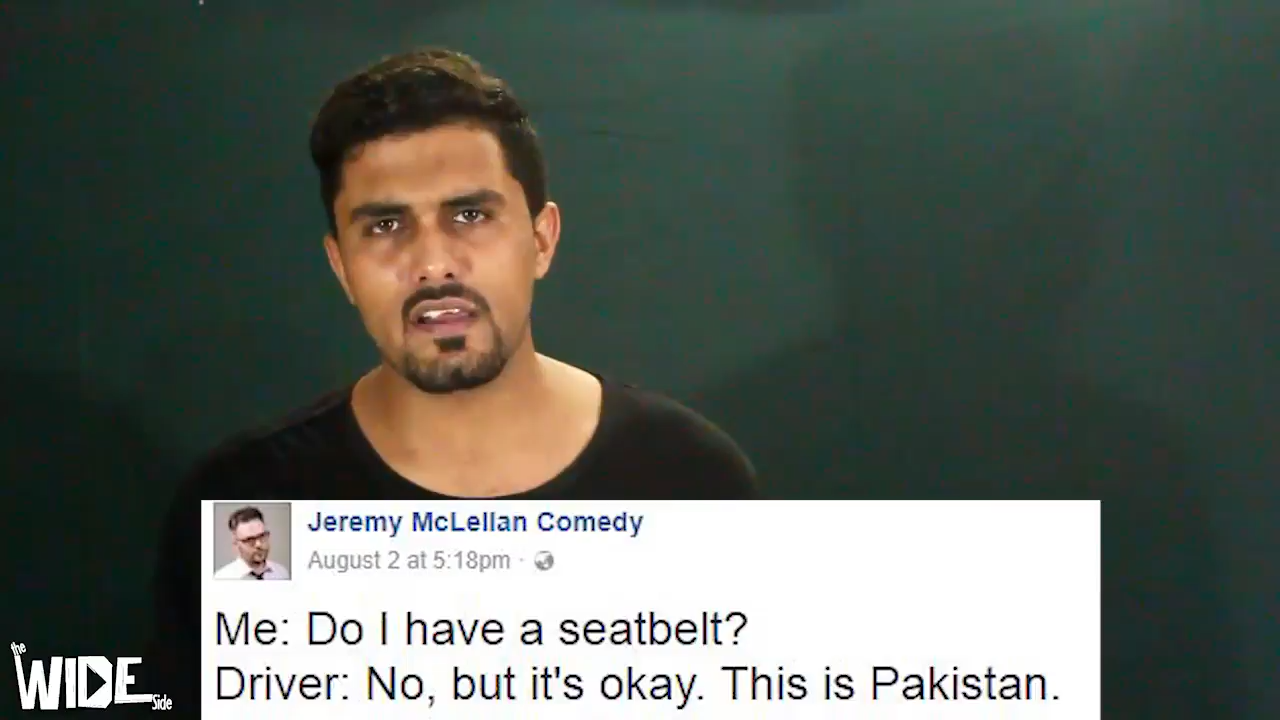 Jeremy McLellan Comedy
August 2 at 5:18pm ·
Me: Do I have a seatbelt?
Driver: No, but it's okay. This is Pakistan.
the
WIDE
Side